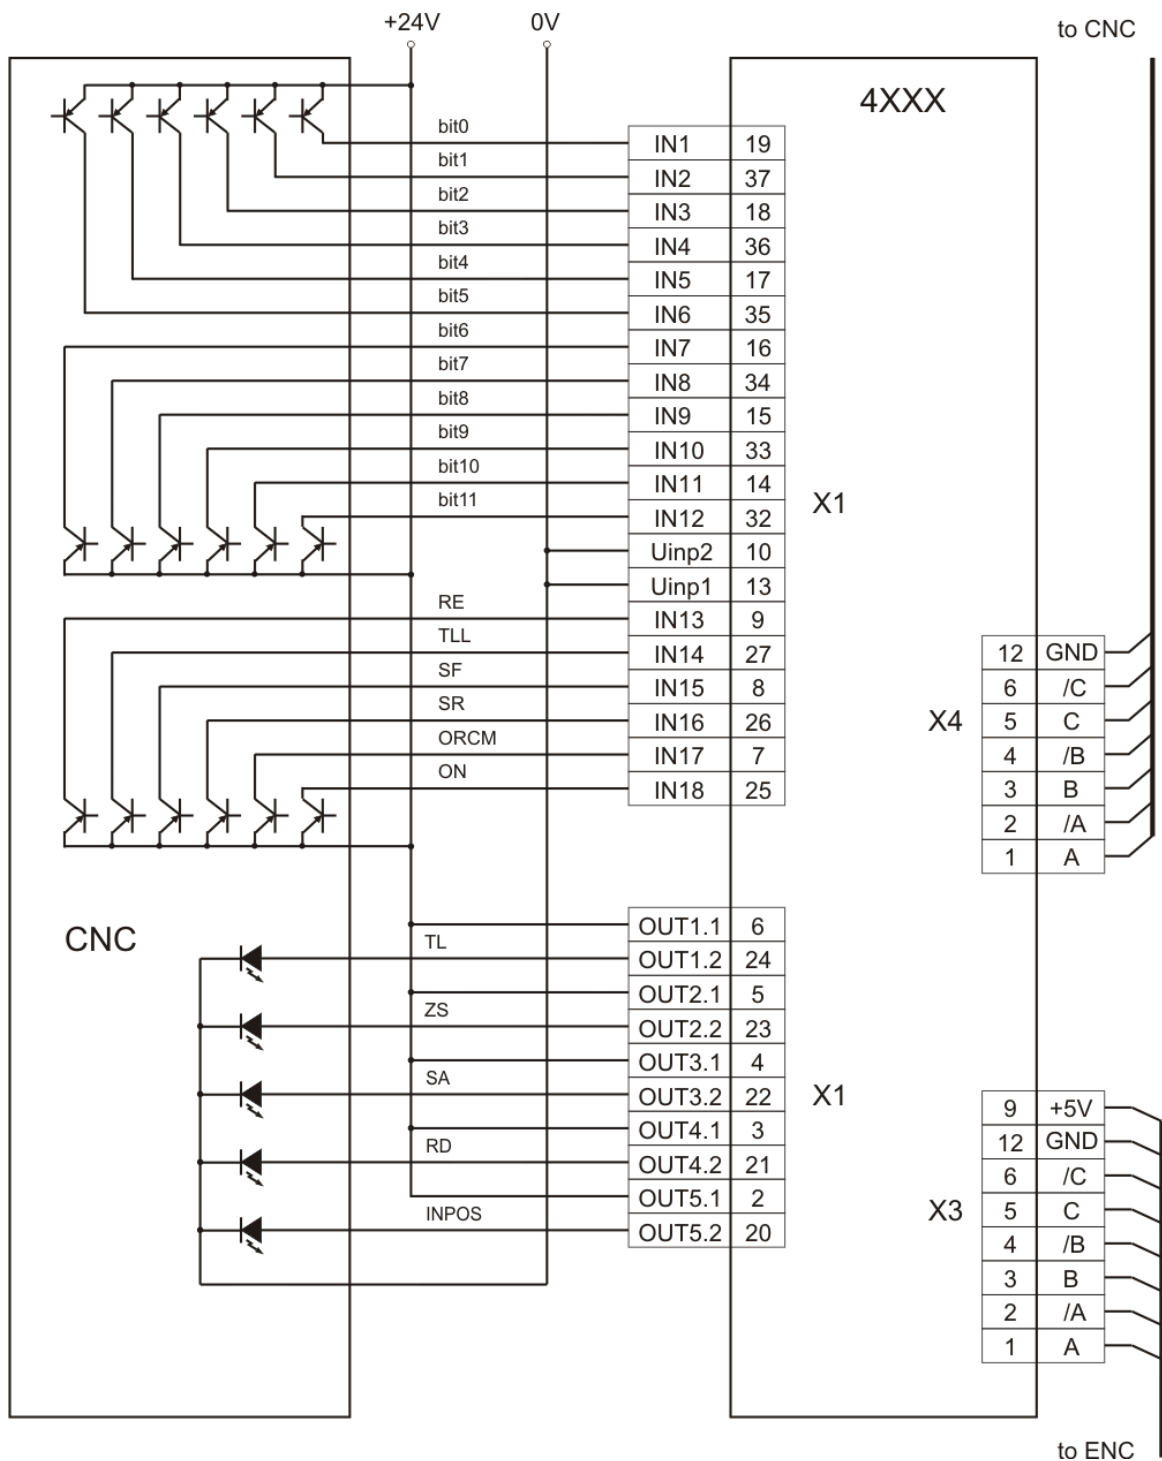 +24V 0V to CNC
4XXX
bit0 IN1 19
bit1 IN2 37
bit2 IN3 18
bit3 IN4 36
bit4 IN5 17
bit5 IN6 35
bit6 IN7 16
bit7 IN8 34
bit8 IN9 15
bit9 IN10 33
bit10 IN11 14
X1
bit11 IN12 32
Uinp2 10
Uinp1 13
RE IN13 9
TLL IN14 27 12 GND
SF IN15 8 6 /C
SR IN16 26 X4 5 C
ORCM IN17 7 4 /B
ON IN18 25 3 B
2 /A
1 A
CNC
OUT1.1 6
TL OUT1.2 24
OUT2.1 5
ZS OUT2.2 23
OUT3.1 4
SA OUT3.2 22 X1 9 +5V
OUT4.1 3 12 GND
RD OUT4.2 21 6 /C
OUT5.1 2 X3 5 C
INPOS OUT5.2 20 4 /B
3 B
2 /A
1 A
to ENC